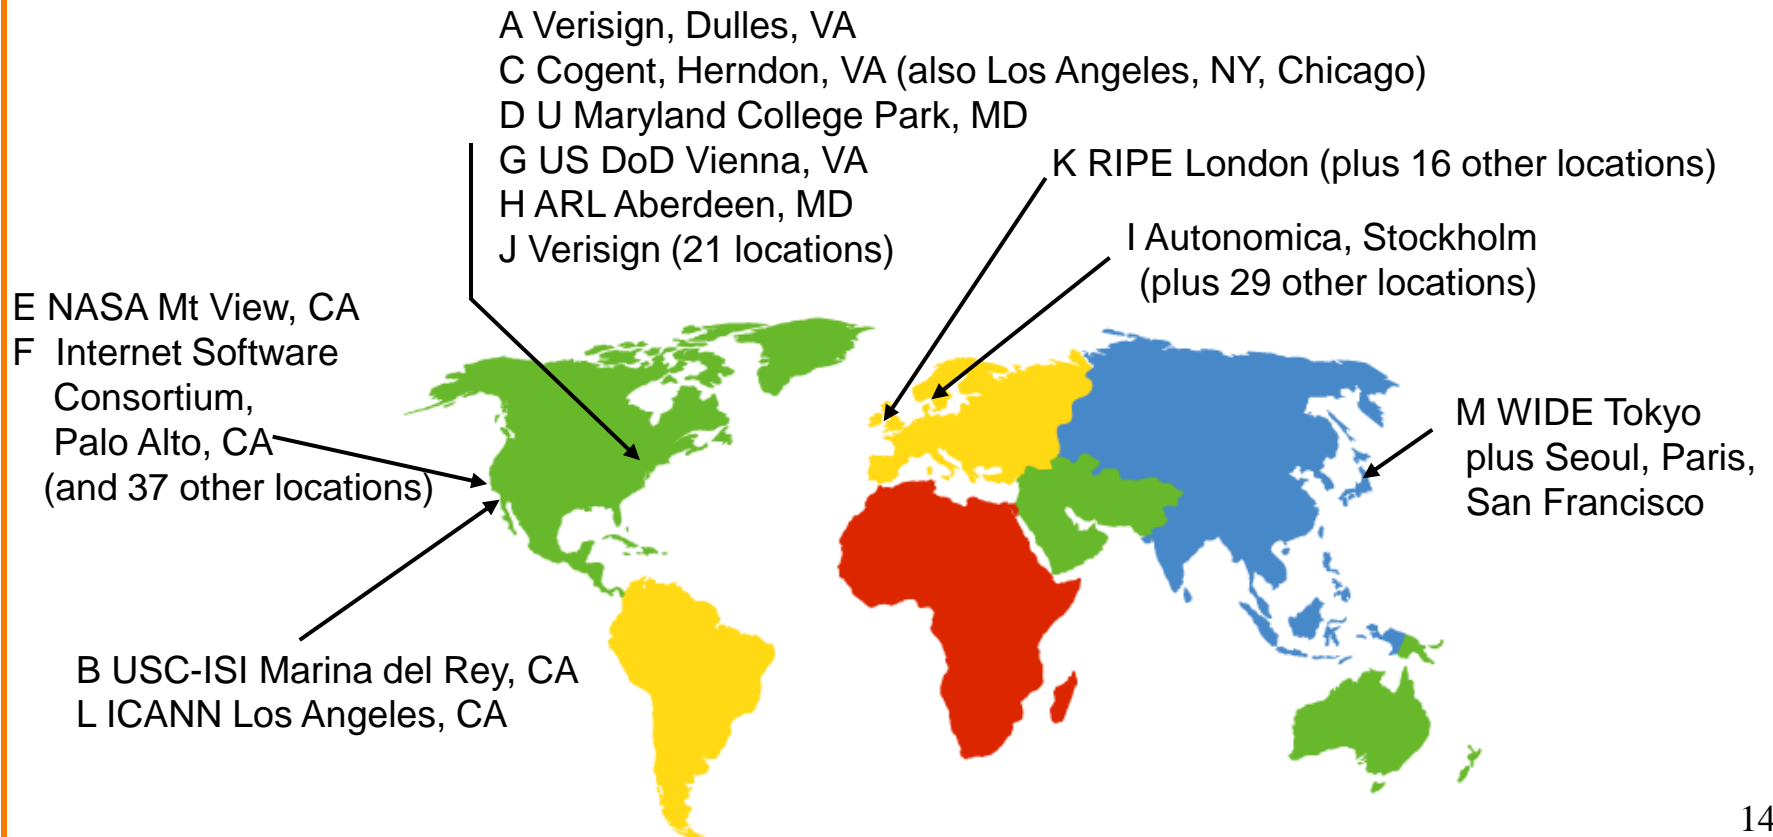 A Verisign, Dulles, VA
C Cogent, Herndon, VA (also Los Angeles, NY, Chicago)
D U Maryland College Park, MD
G US DoD Vienna, VA
H ARL Aberdeen, MD
J Verisign (21 locations)
K RIPE London (plus 16 other locations)
I Autonomica, Stockholm
(plus 29 other locations)
E NASA Mt View, CA
F Internet Software
Consortium,
Palo Alto, CA
(and 37 other locations)
M WIDE Tokyo
plus Seoul, Paris,
San Francisco
B USC-ISI Marina del Rey, CA
L ICANN Los Angeles, CA
14